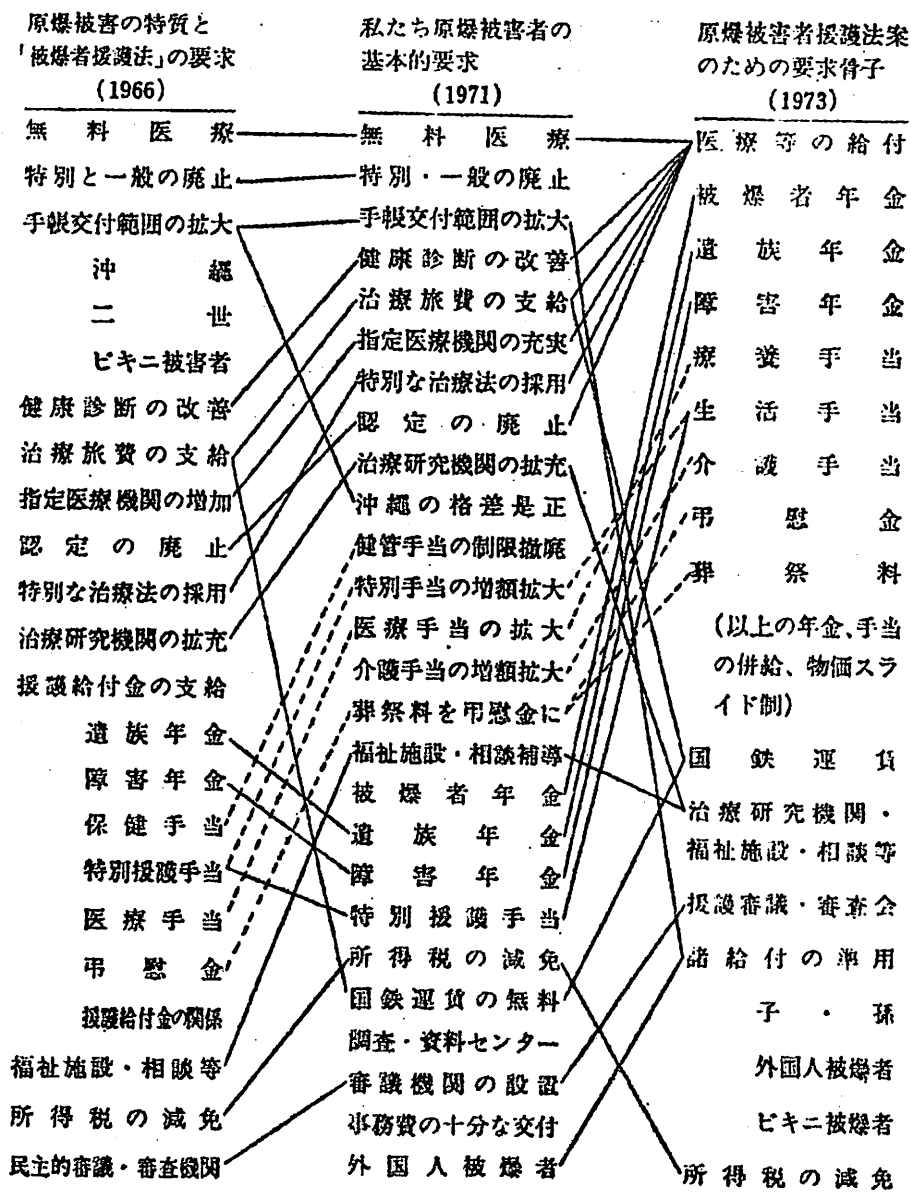 原爆被害の特質と
「被爆者援護法」の要求
(1966)
無料医療
特別と一般の廃止
手帳交付範囲の拡大
沖縄
二世
ビキニ被害者
健康診断の改善
治療旅費の支給
指定医療機関の増加
認定の廃止
特別な治療法の採用
治療研究機関の拡充
援護給付金の支給
遺族年金
障害年金
保健手当
特別援護手当
医療手当
弔慰金
援護給付金の関係
福祉施設・相談等
所得税の減免
民主的審議・審査機関
私たち原爆被害者の
基本的要求
(1971)
無料医療
特別・一般の廃止
手帳交付範囲の拡大
健康診断の改善
治療旅費の支給
指定医療機関の充実
特別な治療法の採用
認定の廃止
治療研究機関の拡充
沖縄の格差是正
健管手当の制限撤廃
特別手当の増額拡大
医療手当の拡大
介護手当の増額拡大
葬祭料を弔慰金に
福祉施設・相談補導
被爆者年金
遺族年金
障害年金
特別援護手当
所得税の減免
国鉄運賃の無料
調査・資料センター
審議機関の設置
事務費の十分な交付
外国人被爆者
原爆被害者援護法案
のための要求骨子
(1973)
医療等の給付
被爆者年金
遺族年金
障害年金
療養手当
生活手当
介護手当
弔慰金
葬祭料
(以上の年金、手当
の併給、物価スラ
イド制)
国鉄運賃
治療研究機関・
福祉施設・相談等
援護審議・審査会
諸給付の準用
子・孫
外国人被爆者
ビキニ被爆者
所得税の減免